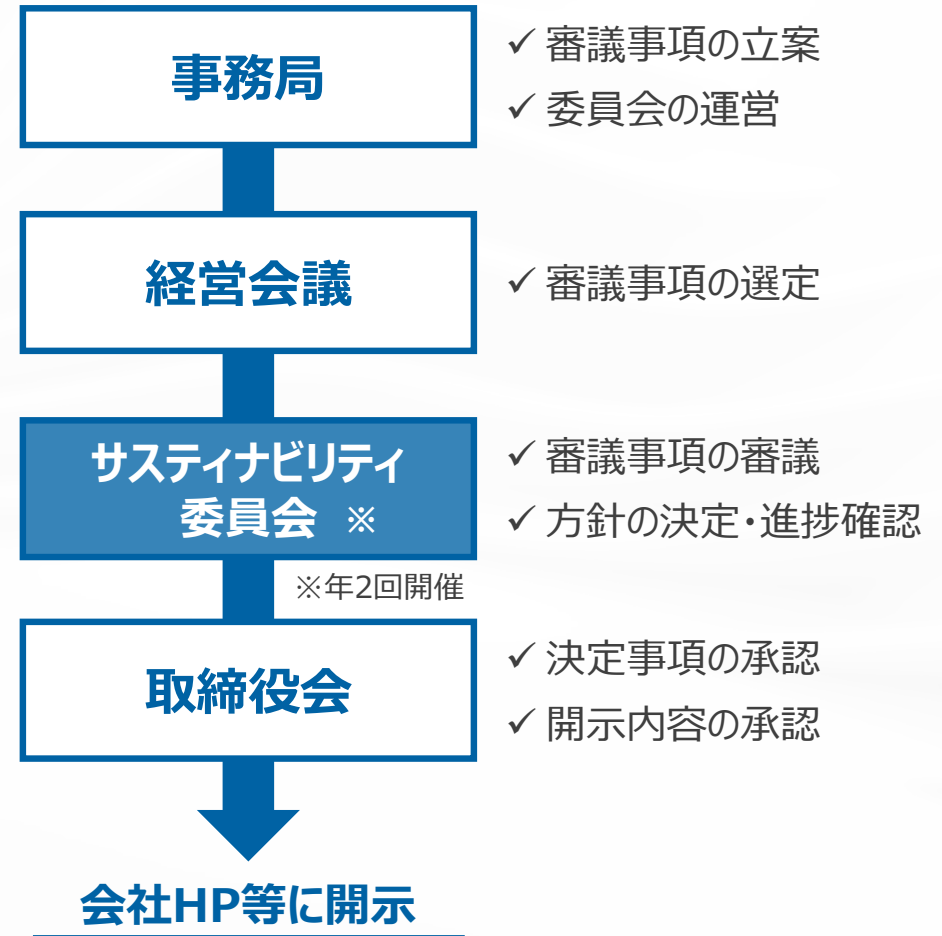 事務局
✓ 審議事項の立案
✓ 委員会の運営
経営会議
✓ 審議事項の選定
サスティナビリティ
委員会 ※
✓ 審議事項の審議
✓ 方針の決定・進捗確認
※年2回開催
取締役会
✓ 決定事項の承認
✓ 開示内容の承認
会社HP等に開示